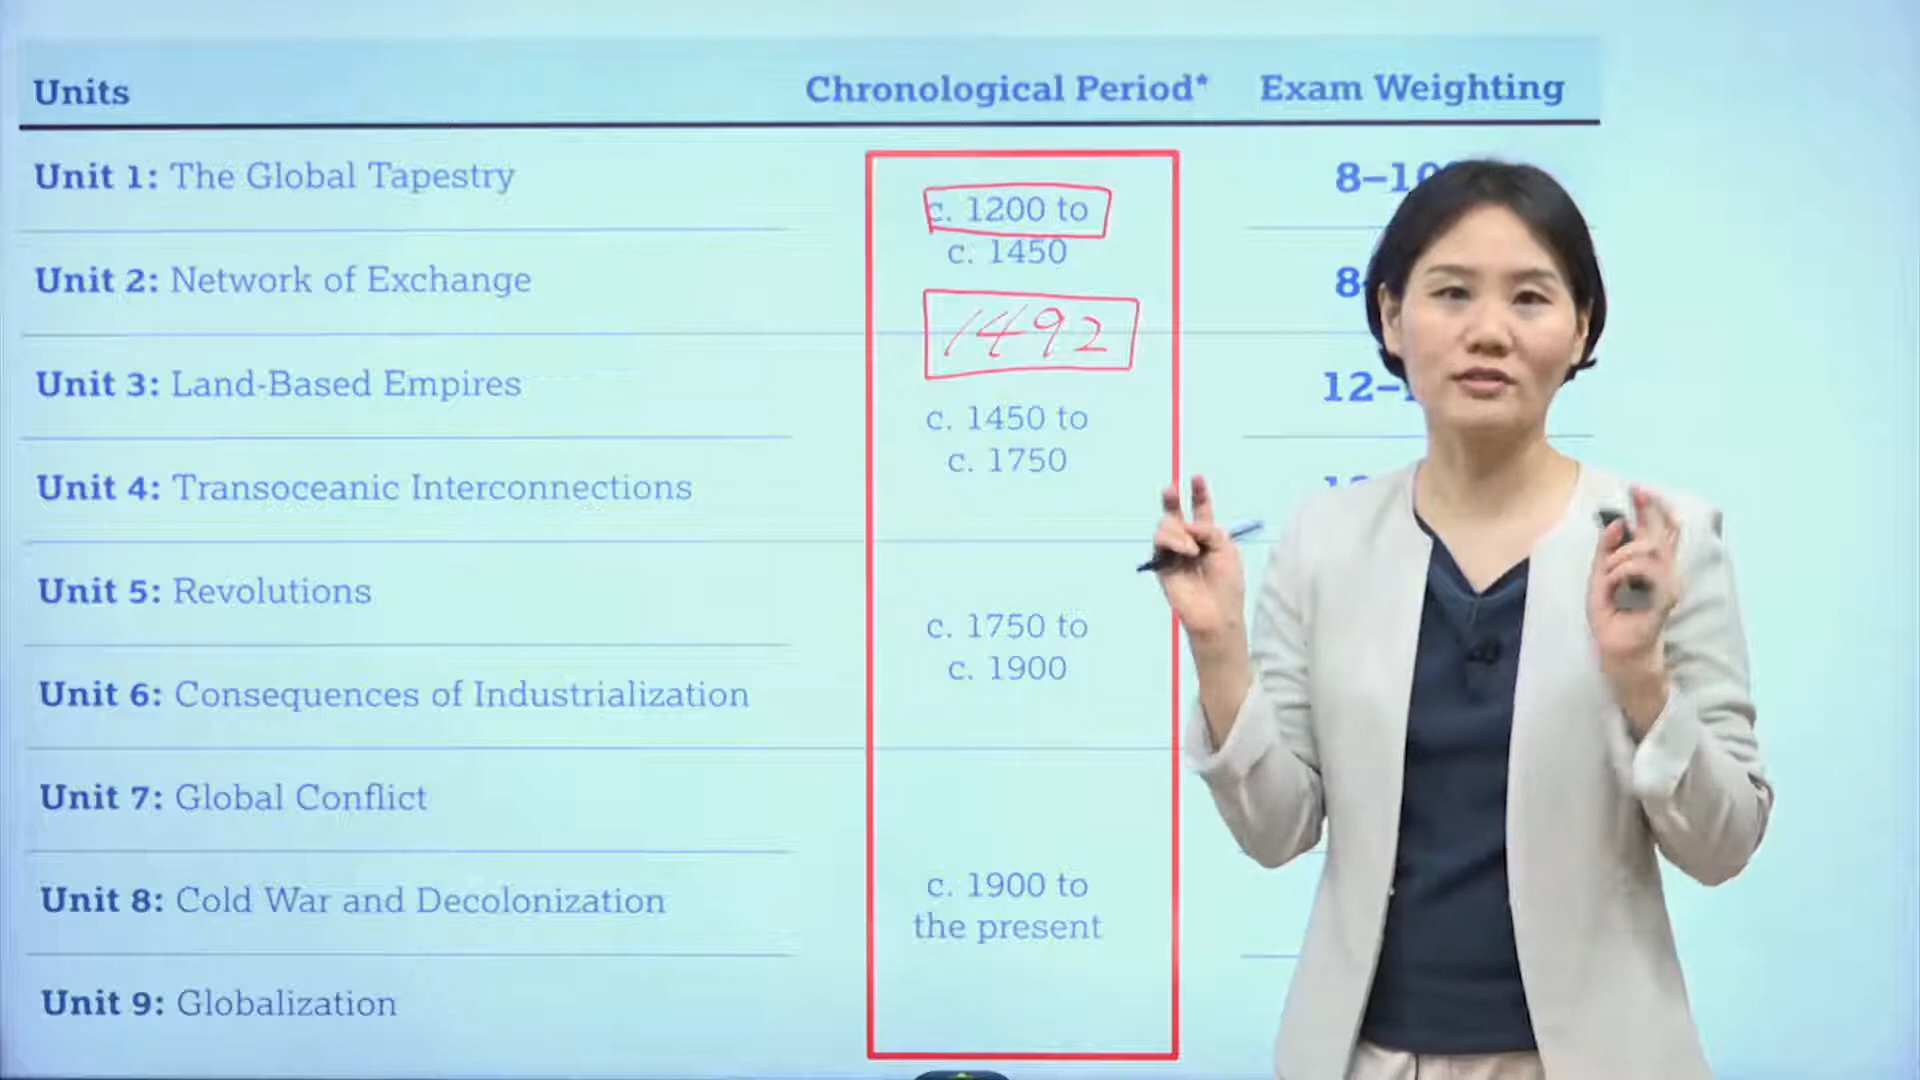 Units Chronological Period* Exam Weighting
Unit 1: The Global Tapestry
c. 1200 to
c. 1450
Unit 2: Network of Exchange
1492
Unit 3: Land-Based Empires
c. 1450 to
c. 1750
Unit 4: Transoceanic Interconnections
Unit 5: Revolutions
c. 1750 to
c. 1900
Unit 6: Consequences of Industrialization
Unit 7: Global Conflict
Unit 8: Cold War and Decolonization
c. 1900 to
the present
Unit 9: Globalization